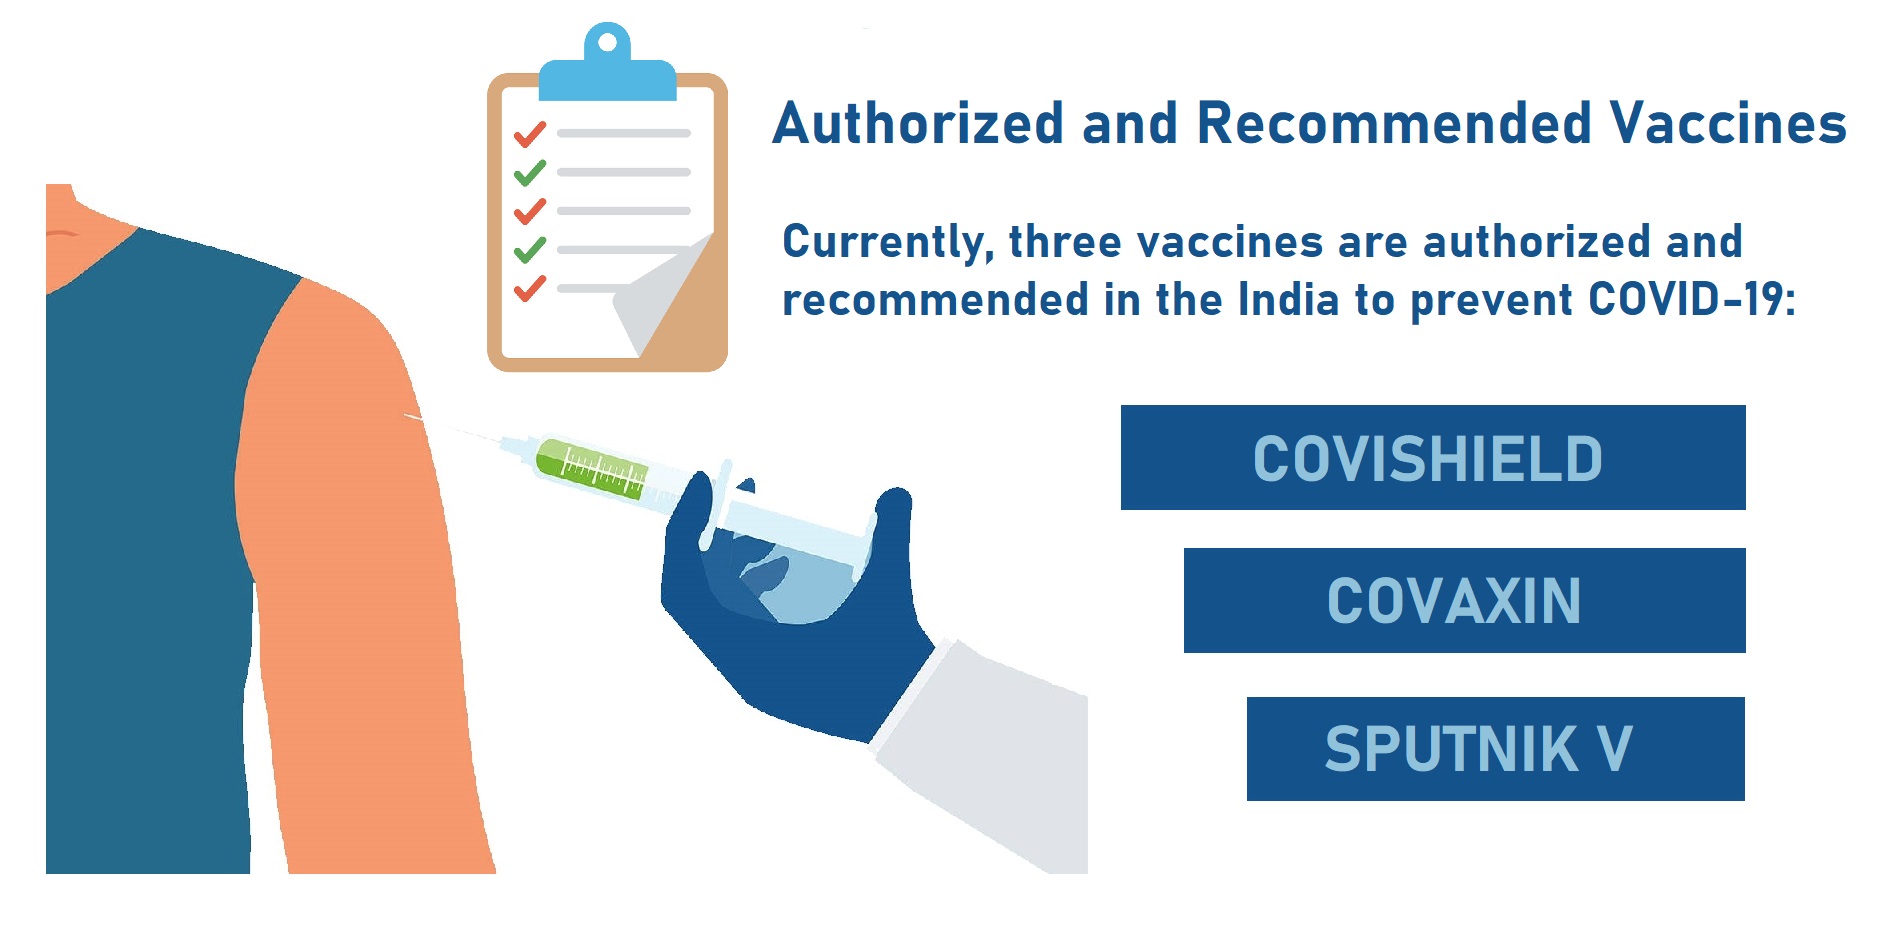 Authorized and Recommended Vaccines
Currently, three vaccines are authorized and
recommended in the India to prevent COVID-19:
COVISHIELD
COVAXIN
SPUTNIK V